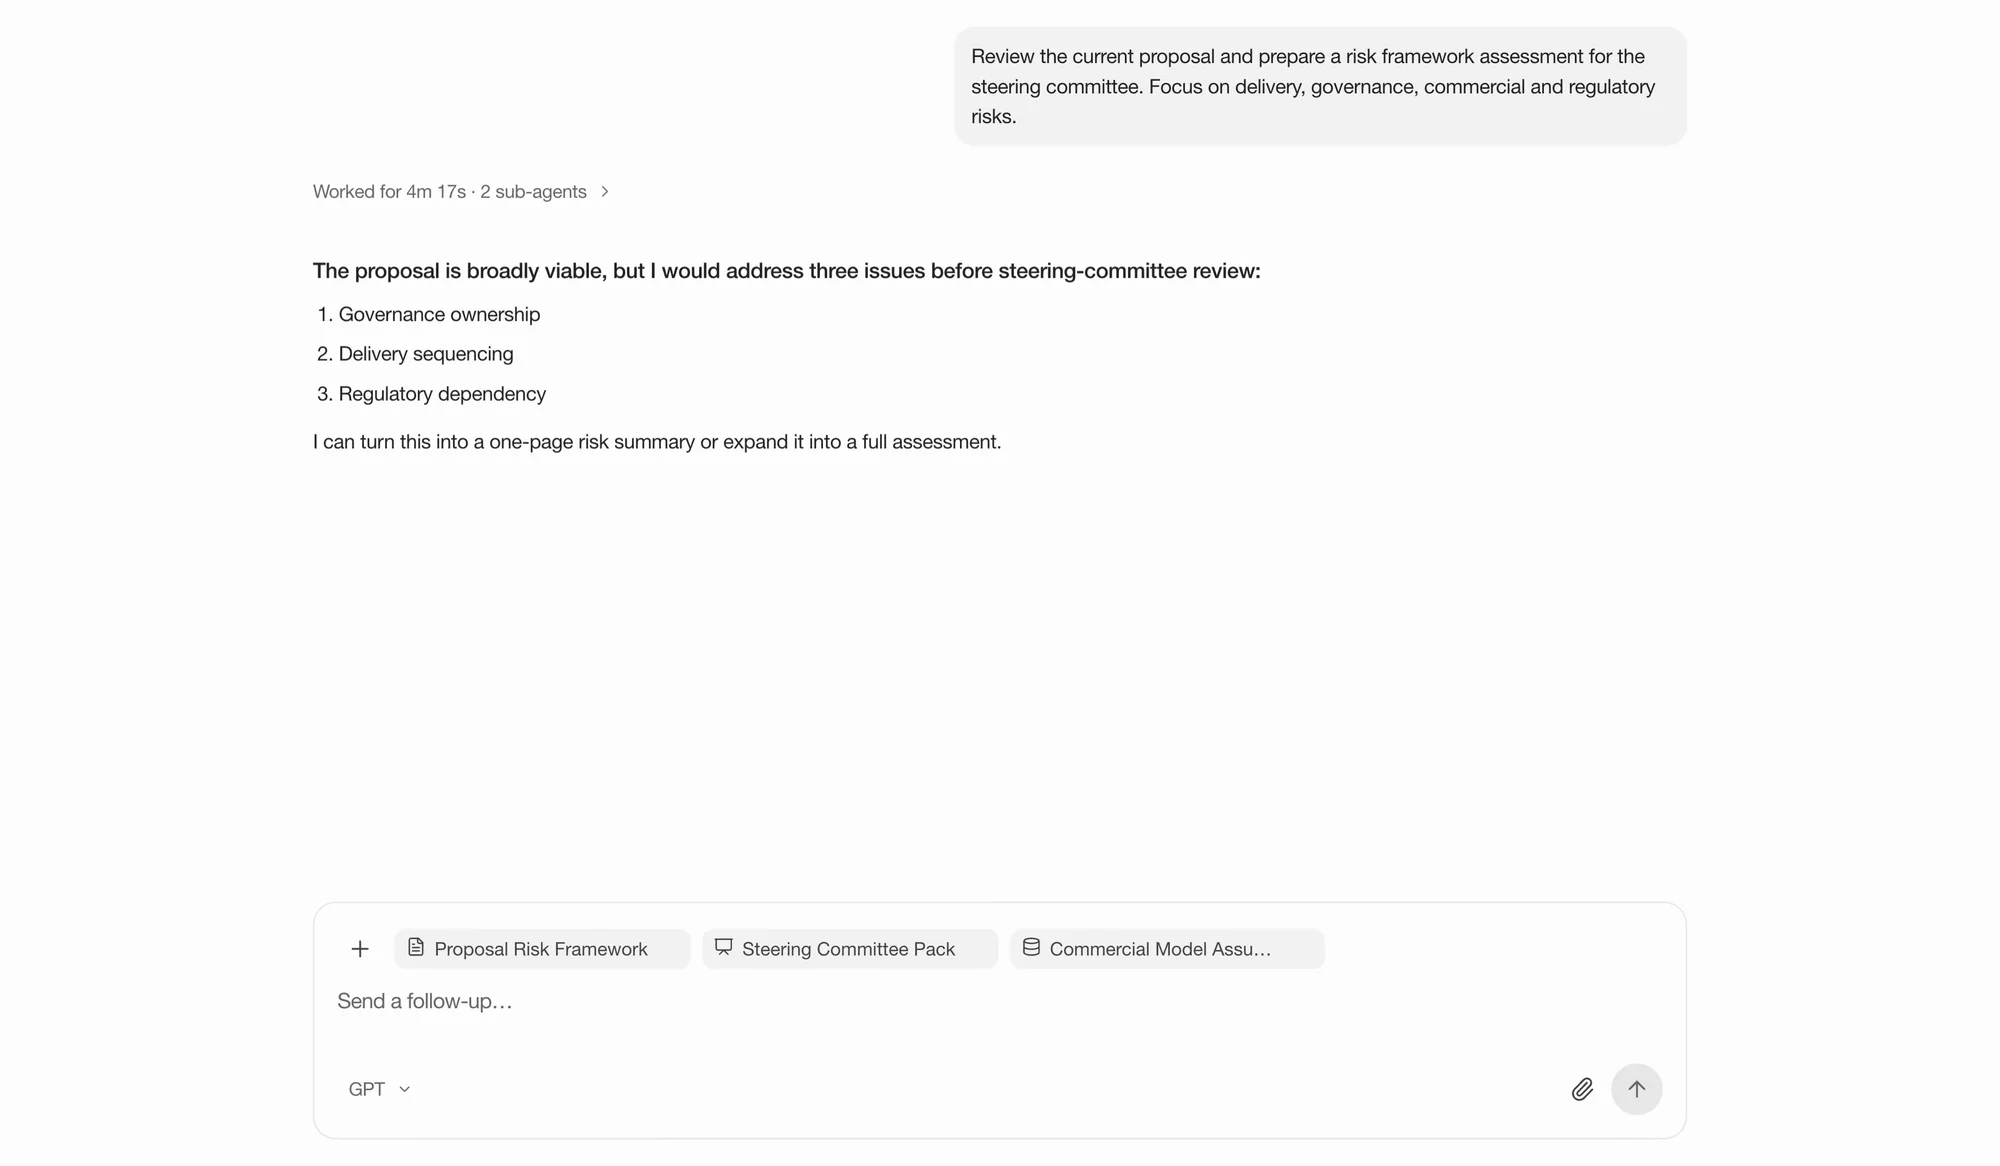 Review the current proposal and prepare a risk framework assessment for the
steering committee. Focus on delivery, governance, commercial and regulatory
risks.
Worked for 4m 17s · 2 sub-agents
The proposal is broadly viable, but I would address three issues before steering-committee review:
1. Governance ownership
2. Delivery sequencing
3. Regulatory dependency
I can turn this into a one-page risk summary or expand it into a full assessment.
Proposal Risk Framework
Steering Committee Pack
Commercial Model Assu…
Send a follow-up…
GPT